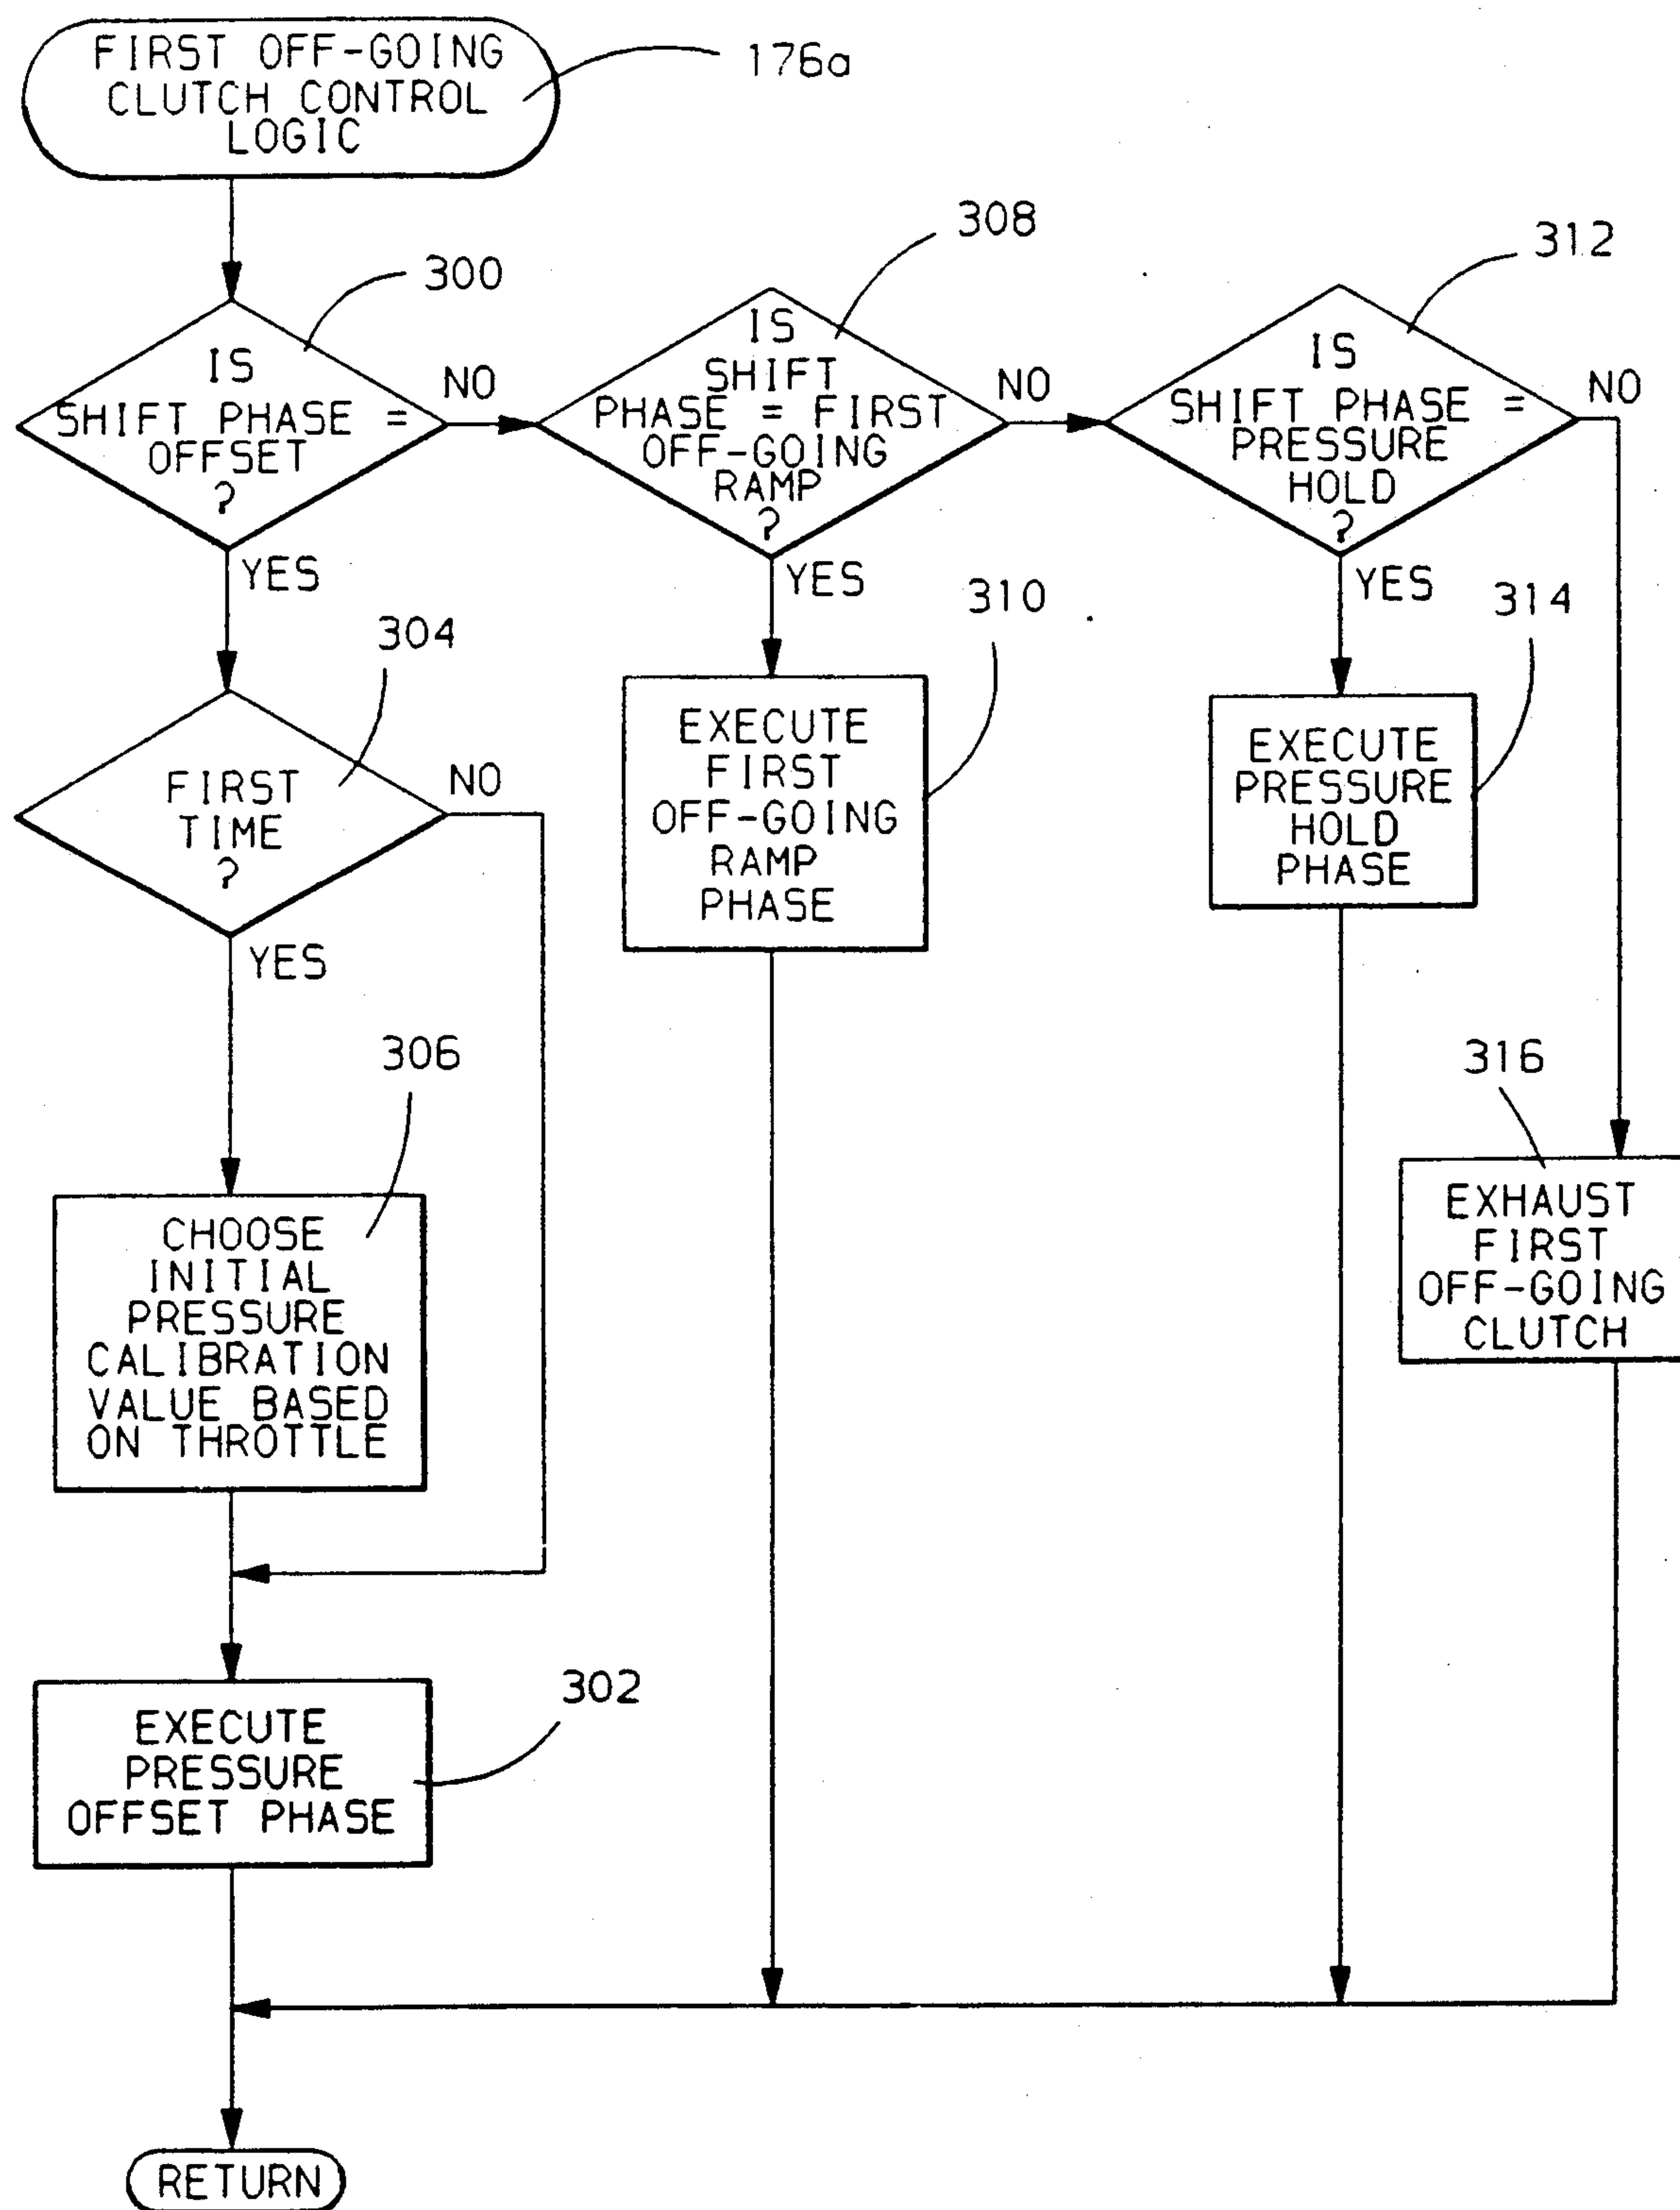 FIRST OFF-GOING
CLUTCH CONTROL
LOGIC
176a
300
IS
SHIFT PHASE =
OFFSET
?
NO
YES
308
IS
SHIFT
PHASE = FIRST
OFF-GOING
RAMP
?
NO
YES
312
IS
SHIFT PHASE =
PRESSURE
HOLD
?
NO
YES
304
FIRST
TIME
?
NO
YES
310
EXECUTE
FIRST
OFF-GOING
RAMP
PHASE
314
EXECUTE
PRESSURE
HOLD
PHASE
306
CHOOSE
INITIAL
PRESSURE
CALIBRATION
VALUE BASED
ON THROTTLE
316
EXHAUST
FIRST
OFF-GOING
CLUTCH
302
EXECUTE
PRESSURE
OFFSET PHASE
RETURN